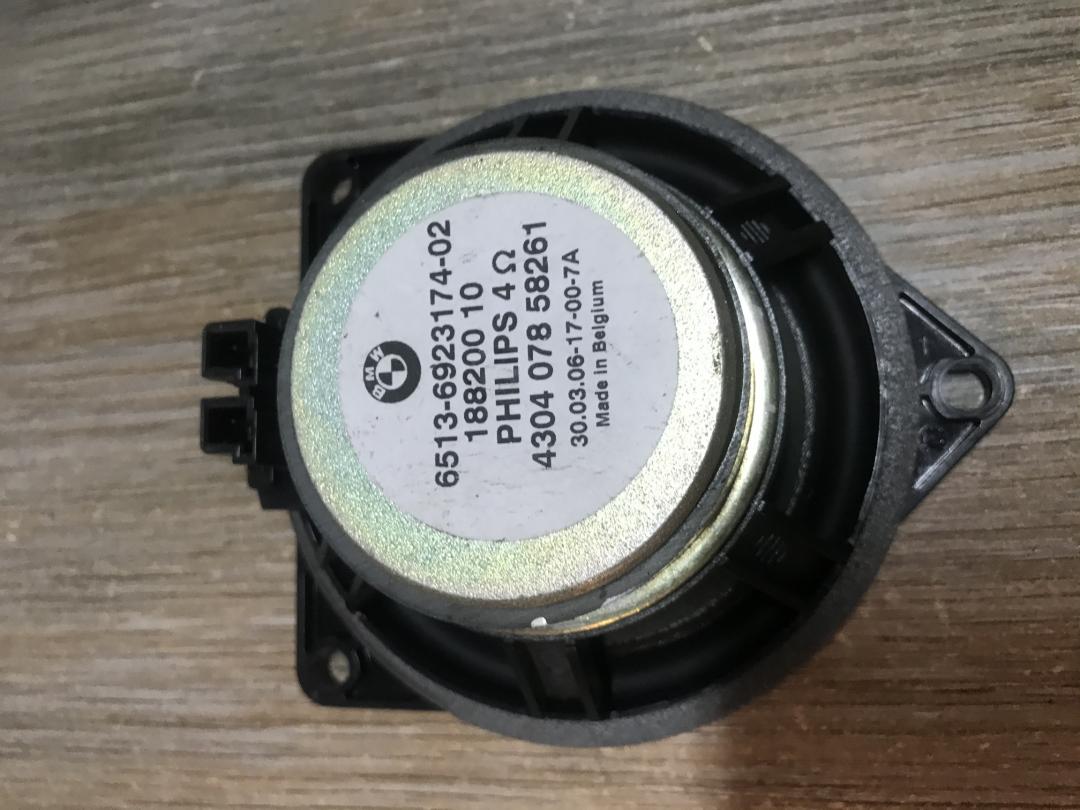 BMW
6513-6923174-02
188200 10
PHILIPS 4 Ω
4304 078 58261
30.03.06-17-00-7A
Made in Belgium